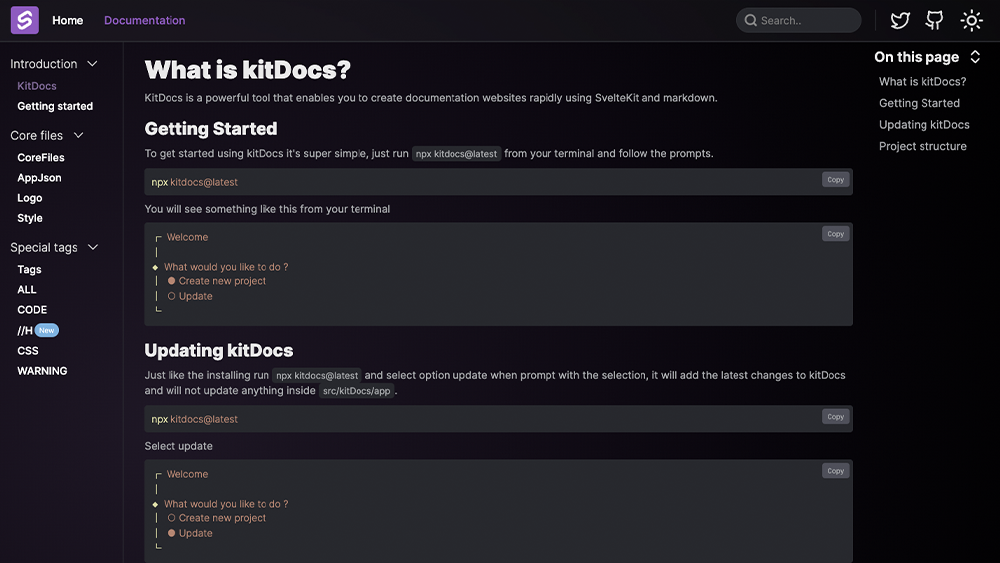 Home
Documentation
Search..
Introduction
KitDocs
Getting started
Core files
CoreFiles
AppJson
Logo
Style
Special tags
Tags
ALL
CODE
//H New
CSS
WARNING
What is kitDocs?
KitDocs is a powerful tool that enables you to create documentation websites rapidly using SvelteKit and markdown.
Getting Started
To get started using kitDocs it's super simple, just run npx kitdocs@latest from your terminal and follow the prompts.
npx kitdocs@latest
Copy
You will see something like this from your terminal
Copy
Welcome
What would you like to do ?
Create new project
Update
Updating kitDocs
Just like the installing run npx kitdocs@latest and select option update when prompt with the selection, it will add the latest changes to kitDocs
and will not update anything inside src/kitDocs/app.
npx kitdocs@latest
Copy
Select update
Copy
Welcome
What would you like to do ?
Create new project
Update
On this page
What is kitDocs?
Getting Started
Updating kitDocs
Project structure